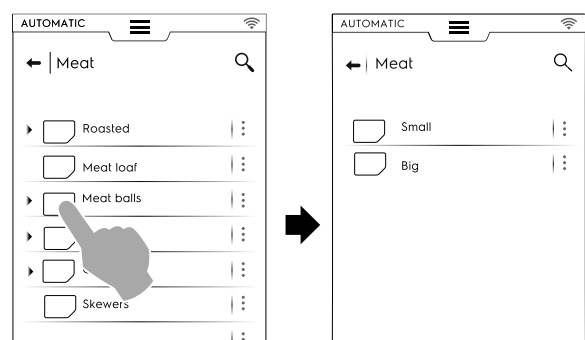 AUTOMATIC
Meat
Roasted
Meat loaf
Meat balls
Skewers
AUTOMATIC
Meat
Small
Big